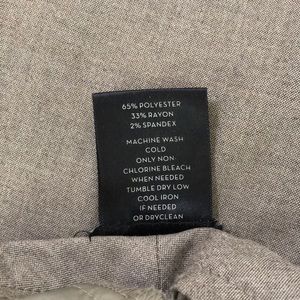 65% POLYESTER
33% RAYON
2% SPANDEX
MACHINE WASH
COLD
ONLY NON-
CHLORINE BLEACH
WHEN NEEDED
TUMBLE DRY LOW
COOL IRON
IF NEEDED
OR DRYCLEAN